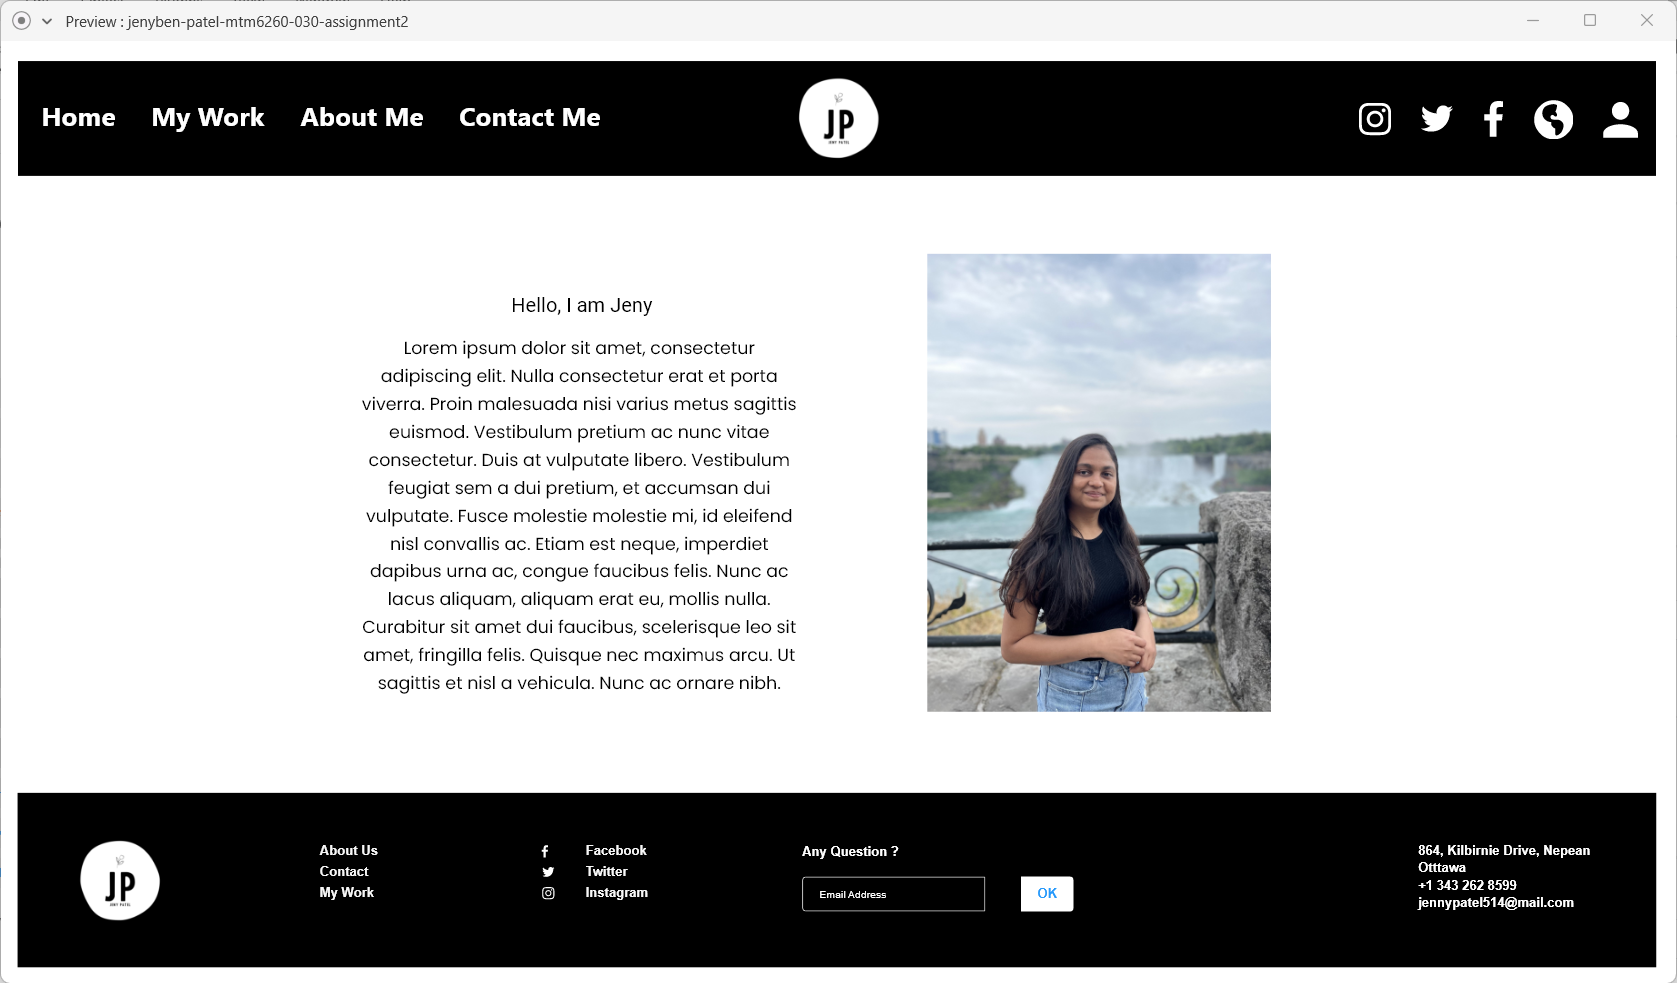 Preview : jenyben-patel-mtm6260-030-assignment2
Home My Work About Me Contact Me
JP
JENY PATEL
Hello, I am Jeny
Lorem ipsum dolor sit amet, consectetur
adipiscing elit. Nulla consectetur erat et porta
viverra. Proin malesuada nisi varius metus sagittis
euismod. Vestibulum pretium ac nunc vitae
consectetur. Duis at vulputate libero. Vestibulum
feugiat sem a dui pretium, et accumsan dui
vulputate. Fusce molestie molestie mi, id eleifend
nisl convallis ac. Etiam est neque, imperdiet
dapibus urna ac, congue faucibus felis. Nunc ac
lacus aliquam, aliquam erat eu, mollis nulla.
Curabitur sit amet dui faucibus, scelerisque leo sit
amet, fringilla felis. Quisque nec maximus arcu. Ut
sagittis et nisl a vehicula. Nunc ac ornare nibh.
JP
JENY PATEL
About Us
Contact
My Work
Facebook
Twitter
Instagram
Any Question ?
Email Address
OK
864, Kilbirnie Drive, Nepean
Otttawa
+1 343 262 8599
jennypatel514@mail.com